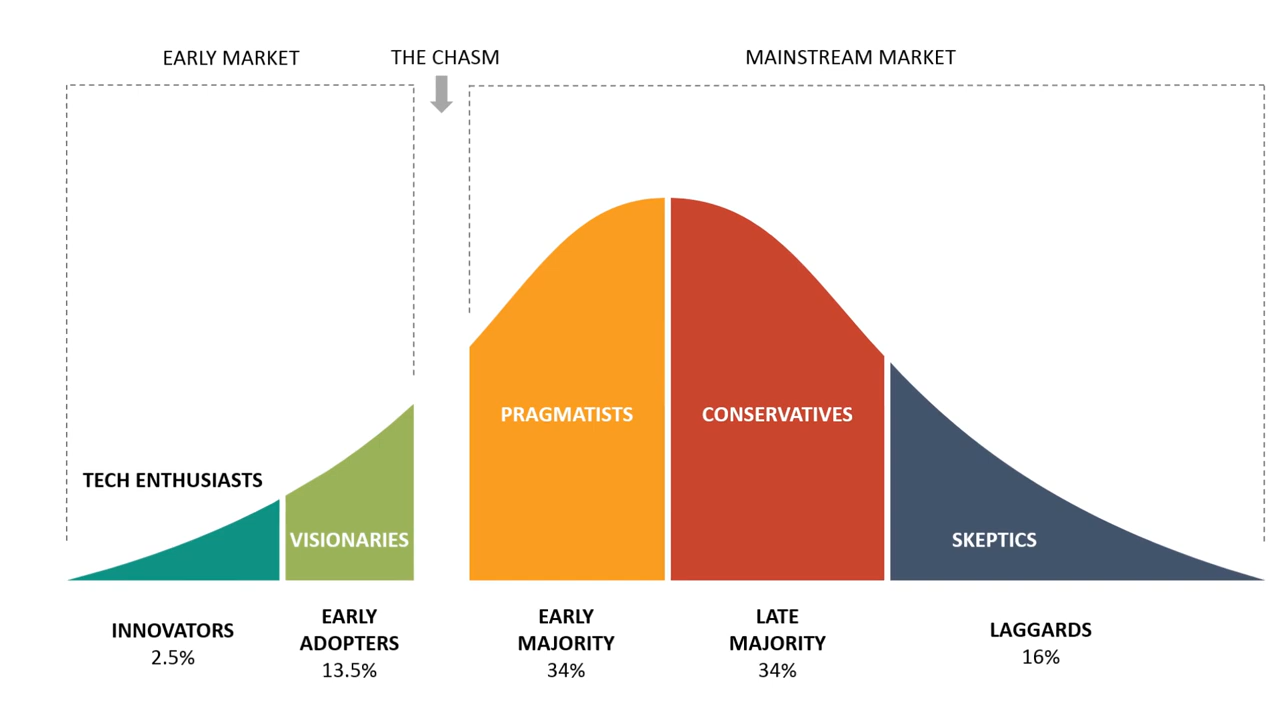 EARLY MARKET
THE CHASM
MAINSTREAM MARKET
PRAGMATISTS
CONSERVATIVES
TECH ENTHUSIASTS
VISIONARIES
SKEPTICS
INNOVATORS
2.5%
EARLY
ADOPTERS
13.5%
EARLY
MAJORITY
34%
LATE
MAJORITY
34%
LAGGARDS
16%